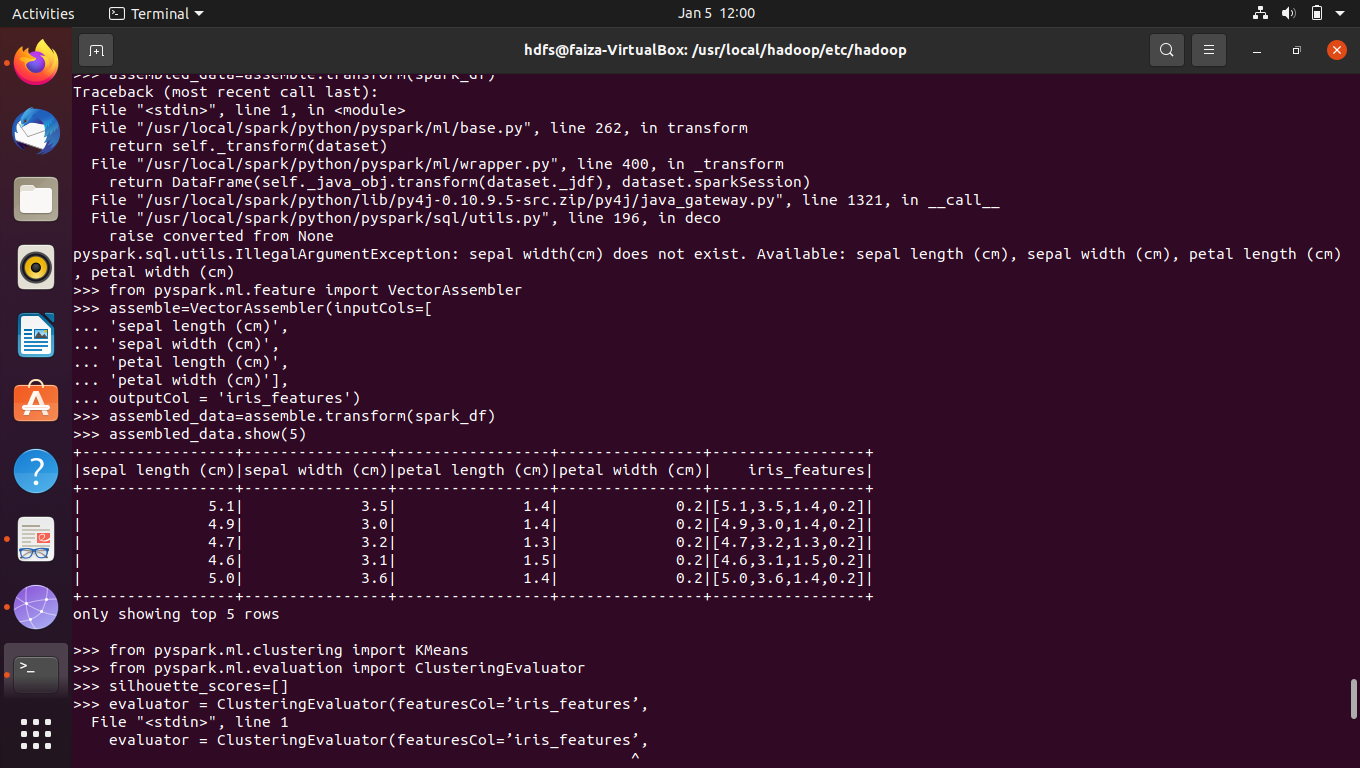 Activities
Terminal
Jan 5 12:00
hdfs@faiza-VirtualBox: /usr/local/hadoop/etc/hadoop
>>> assembled_data=assemble.transform(spark_df)
Traceback (most recent call last):
  File "<stdin>", line 1, in <module>
  File "/usr/local/spark/python/pyspark/ml/base.py", line 262, in transform
    return self._transform(dataset)
  File "/usr/local/spark/python/pyspark/ml/wrapper.py", line 400, in _transform
    return DataFrame(self._java_obj.transform(dataset._jdf), dataset.sparkSession)
  File "/usr/local/spark/python/lib/py4j-0.10.9.5-src.zip/py4j/java_gateway.py", line 1321, in __call__
  File "/usr/local/spark/python/pyspark/sql/utils.py", line 196, in deco
    raise converted from None
pyspark.sql.utils.IllegalArgumentException: sepal width(cm) does not exist. Available: sepal length (cm), sepal width (cm), petal length (cm)
, petal width (cm)
>>> from pyspark.ml.feature import VectorAssembler
>>> assemble=VectorAssembler(inputCols=[
... 'sepal length (cm)',
... 'sepal width (cm)',
... 'petal length (cm)',
... 'petal width (cm)'],
... outputCol = 'iris_features')
>>> assembled_data=assemble.transform(spark_df)
>>> assembled_data.show(5)
+-----------------+----------------+-----------------+----------------+-----------------+
|sepal length (cm)|sepal width (cm)|petal length (cm)|petal width (cm)|    iris_features|
+-----------------+----------------+-----------------+----------------+-----------------+
|              5.1|             3.5|              1.4|             0.2|[5.1,3.5,1.4,0.2]|
|              4.9|             3.0|              1.4|             0.2|[4.9,3.0,1.4,0.2]|
|              4.7|             3.2|              1.3|             0.2|[4.7,3.2,1.3,0.2]|
|              4.6|             3.1|              1.5|             0.2|[4.6,3.1,1.5,0.2]|
|              5.0|             3.6|              1.4|             0.2|[5.0,3.6,1.4,0.2]|
+-----------------+----------------+-----------------+----------------+-----------------+
only showing top 5 rows
>>> from pyspark.ml.clustering import KMeans
>>> from pyspark.ml.evaluation import ClusteringEvaluator
>>> silhouette_scores=[]
>>> evaluator = ClusteringEvaluator(featuresCol=’iris_features’,
  File "<stdin>", line 1
    evaluator = ClusteringEvaluator(featuresCol=’iris_features’,
                                                              ^